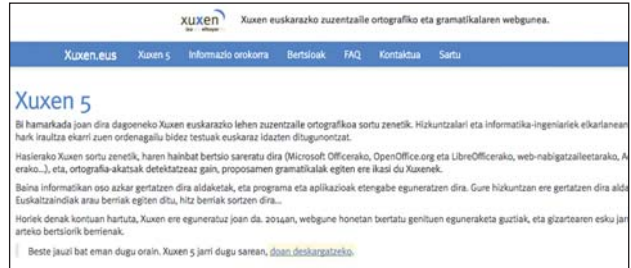 xuxen
Xuxen euskarazko zuzentzaile ortografiko eta gramatikalaren webgunea.
Xuxen.eus Xuxen 5 Informazio orokorra Bertsioak FAQ Kontaktua Sartu
Xuxen 5
Bi hamarkada joan dira dagoeneko Xuxen euskarazko lehen zuzentzaile ortografikoa sortu zenetik. Hizkuntzalari eta informatika-ingeniariek elkarlanean
hark iraultza ekarri zuen ordenagailu bidez testuak euskaraz idazten ditugunontzat.
Hasierako Xuxen sortu zenetik, haren hainbat bertsio sareratu dira (Microsoft Officerako, OpenOffice.org eta LibreOfficerako, web-nabigatzaileetarako, A
erako...), eta, ortografia-akatsak detektatzeaz gain, proposamen gramatikalak egiten ere ikasi du Xuxenek.
Baina informatikan oso azkar gertatzen dira aldaketak, eta programa eta aplikazioak etengabe eguneratzen dira. Gure hizkuntzan ere gertatzen dira alda
Euskaltzaindiak arau berriak egiten ditu, hitz berriak sortzen dira...
Horiek denak kontuan hartuta, Xuxen ere eguneratuz joan da. 2014an, webgune honetan txertatu genituen eguneraketa guztiak, eta gizartearen esku jar
arteko bertsiorik berrienak.
Beste jauzi bat eman dugu orain. Xuxen 5 jarri dugu sarean, doan deskargatzeko.